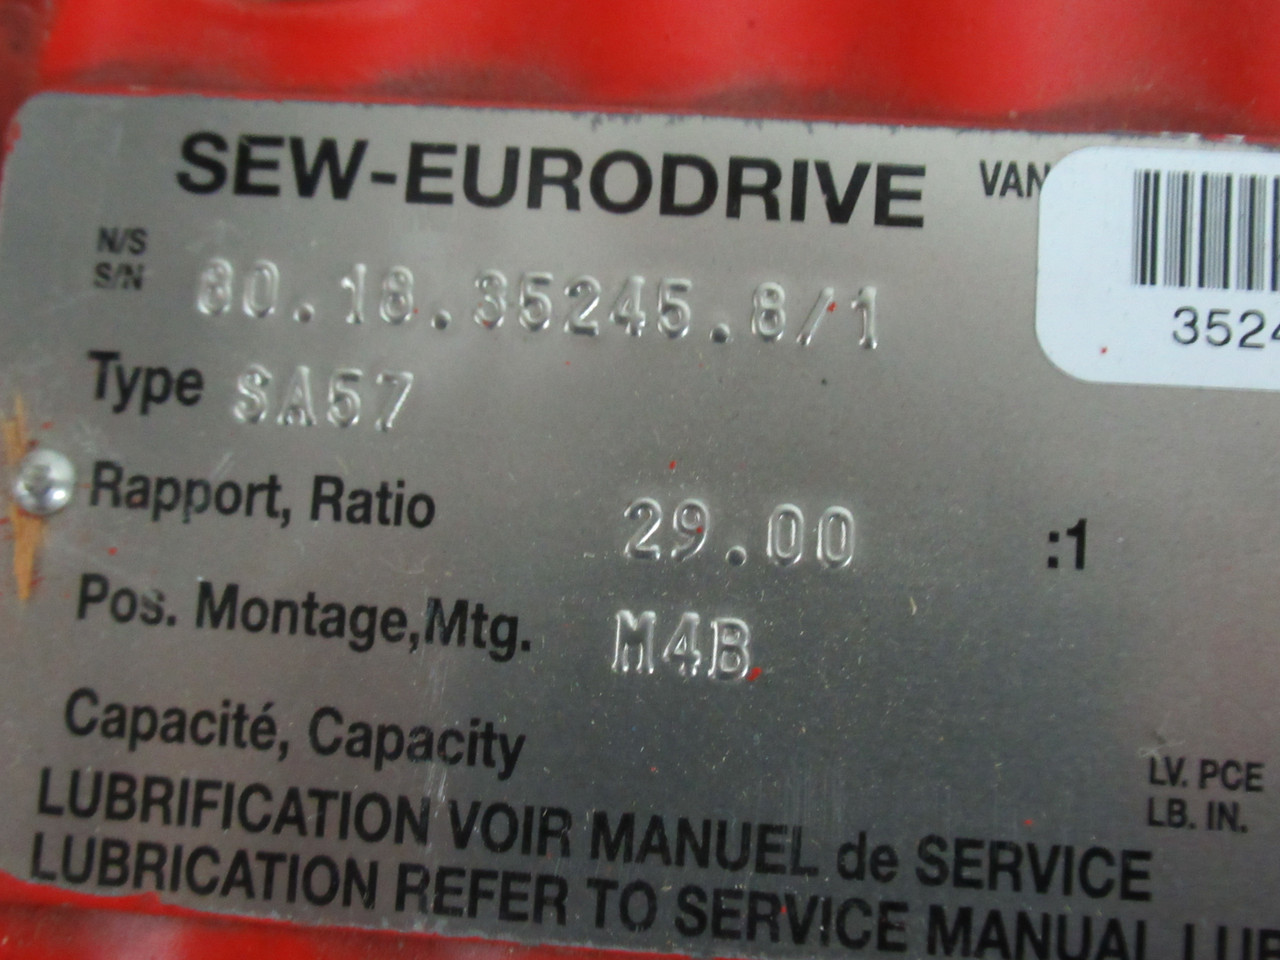 SEW-EURODRIVE VAN
N/S
S/N 80.18.35245.8/1
3524
Type SA57
Rapport, Ratio 29.00 :1
Pos. Montage,Mtg. M4B
Capacité, Capacity
LV. PCE
LB. IN.
LUBRIFICATION VOIR MANUEL de SERVICE
LUBRICATION REFER TO SERVICE MANUAL LUB